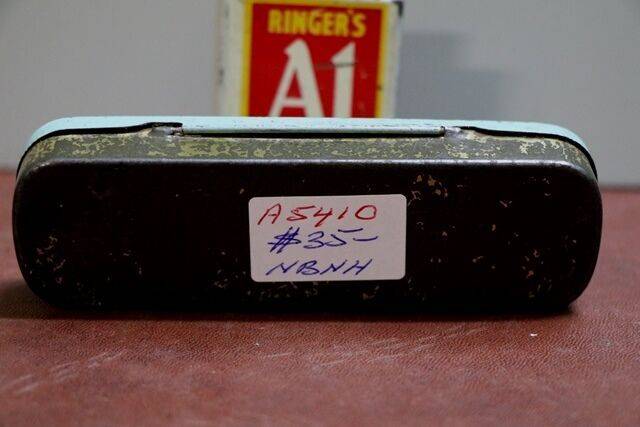 RINGER'S
A1
A5410
#35-
NBNH